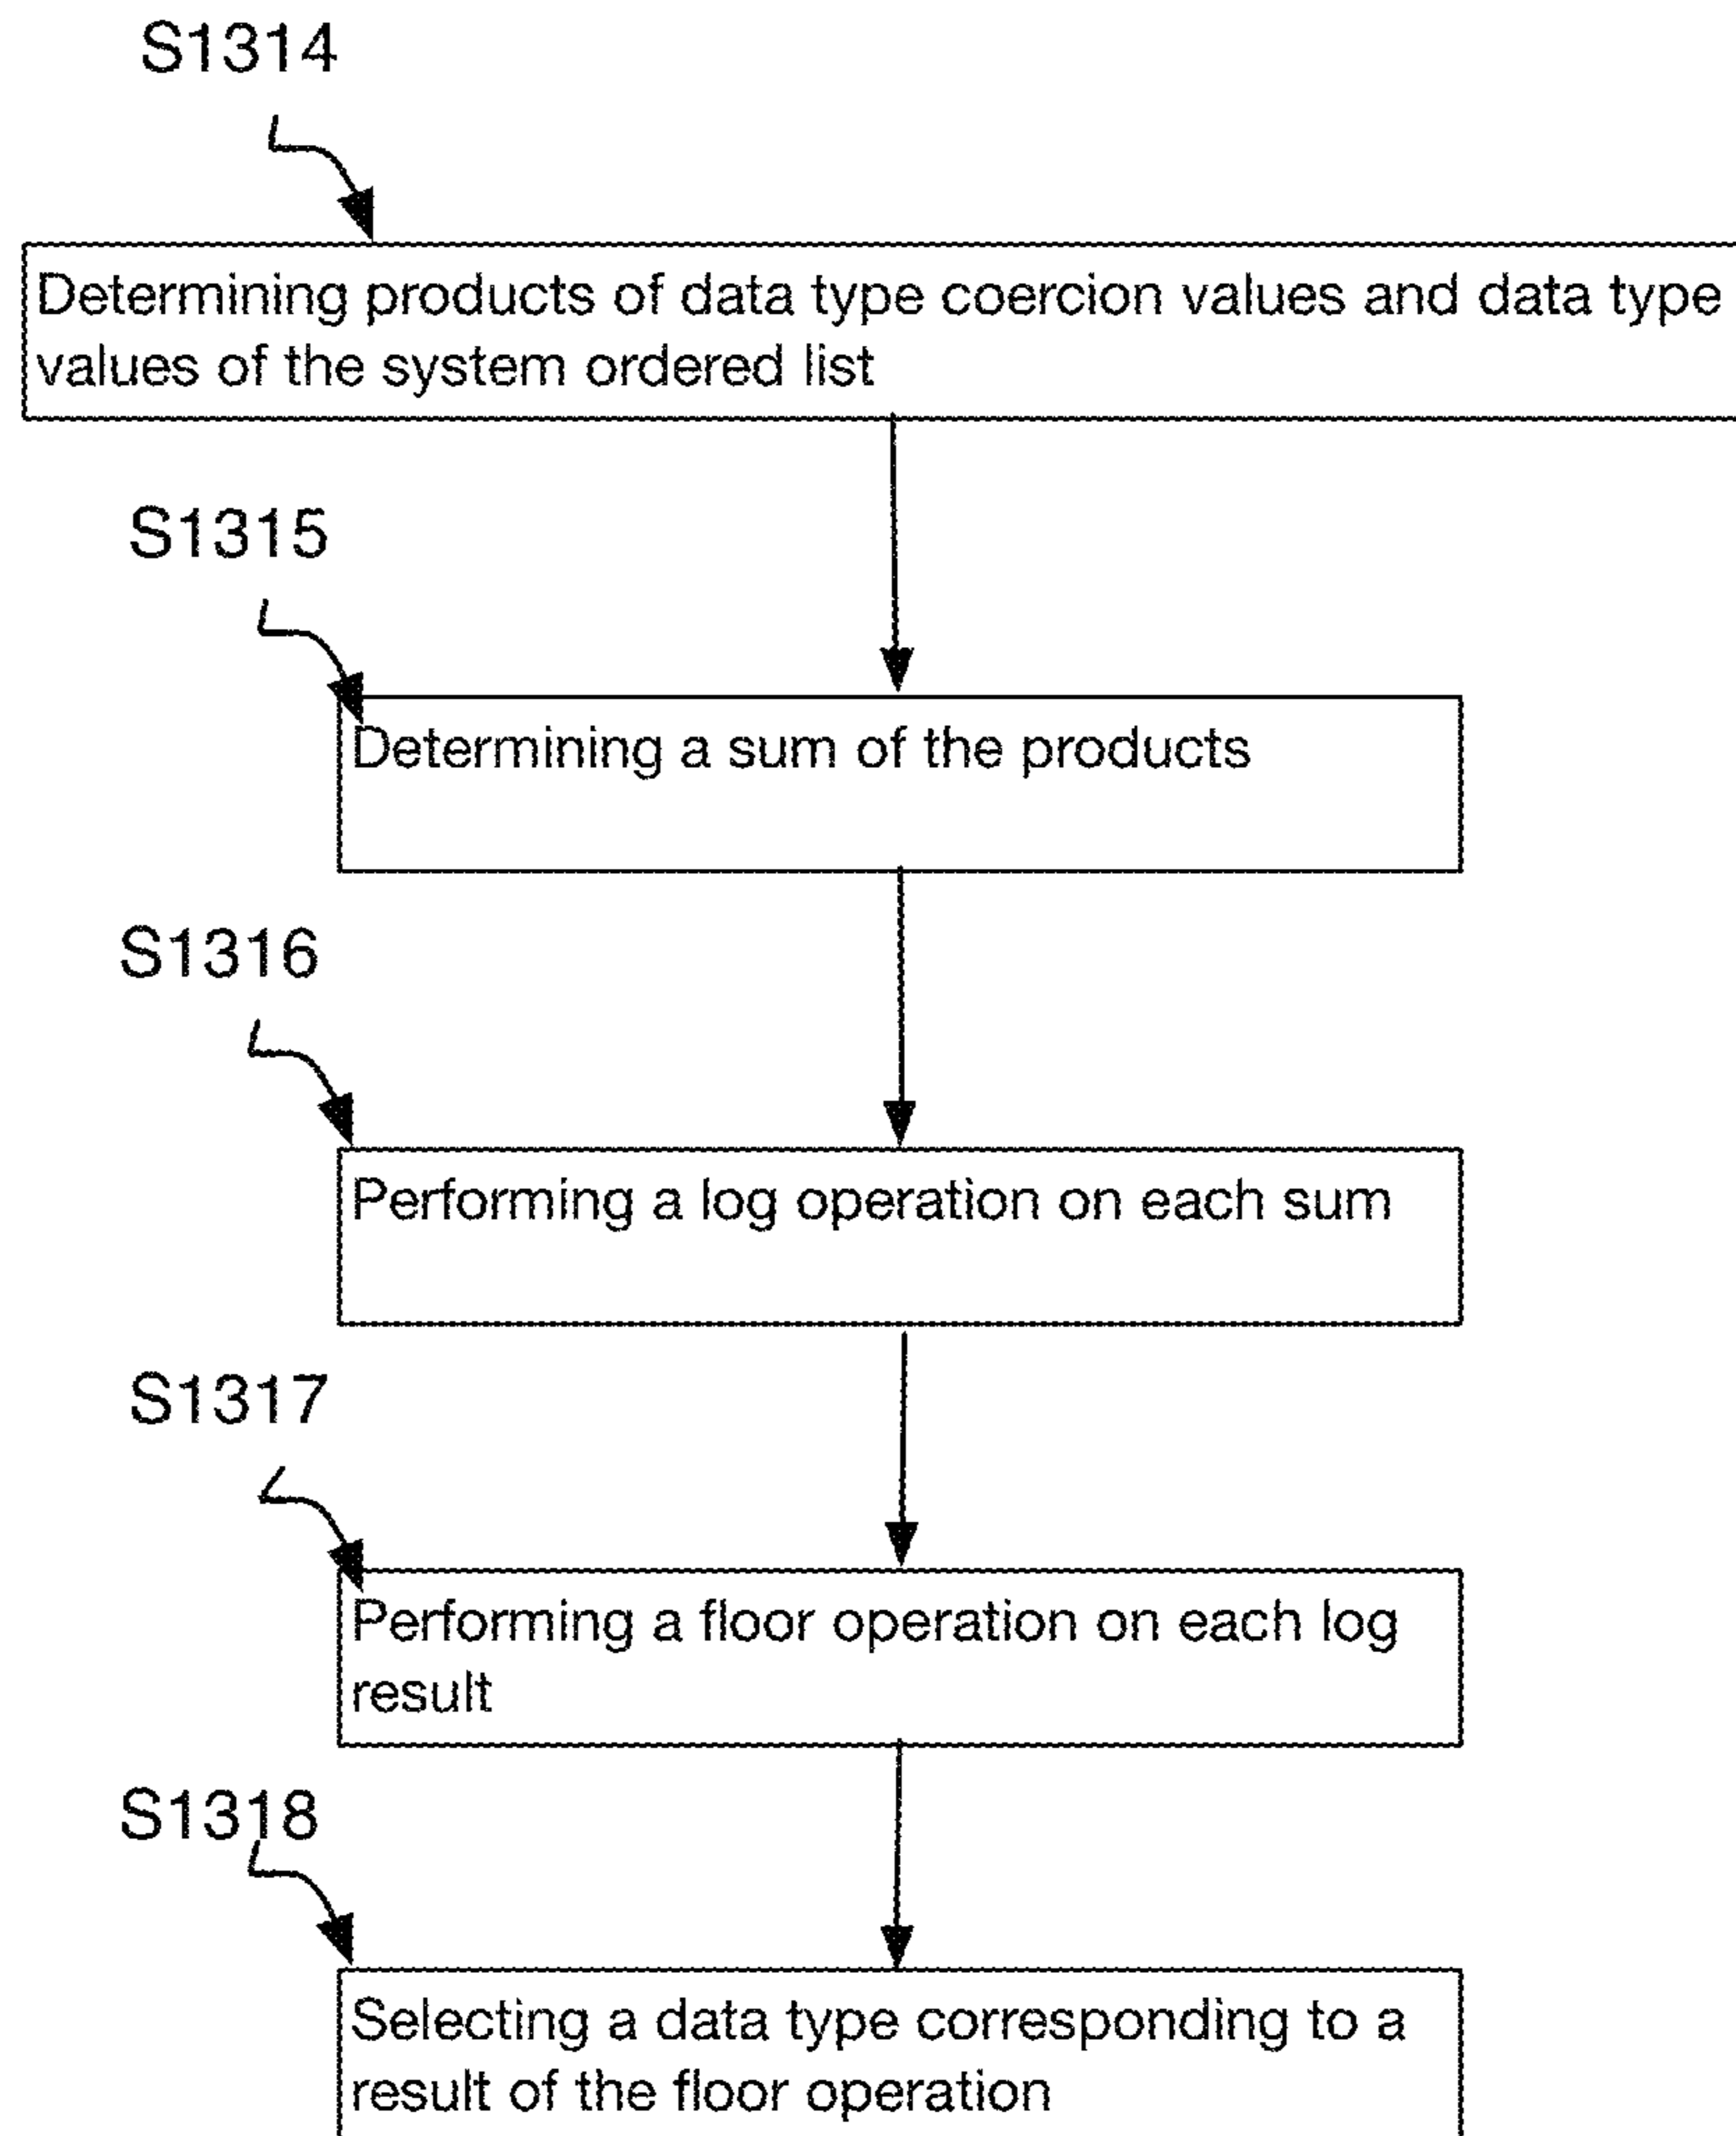 S1314
Determining products of data type coercion values and data type
values of the system ordered list
S1315
Determining a sum of the products
S1316
Performing a log operation on each sum
S1317
Performing a floor operation on each log
result
S1318
Selecting a data type corresponding to a
result of the floor operation